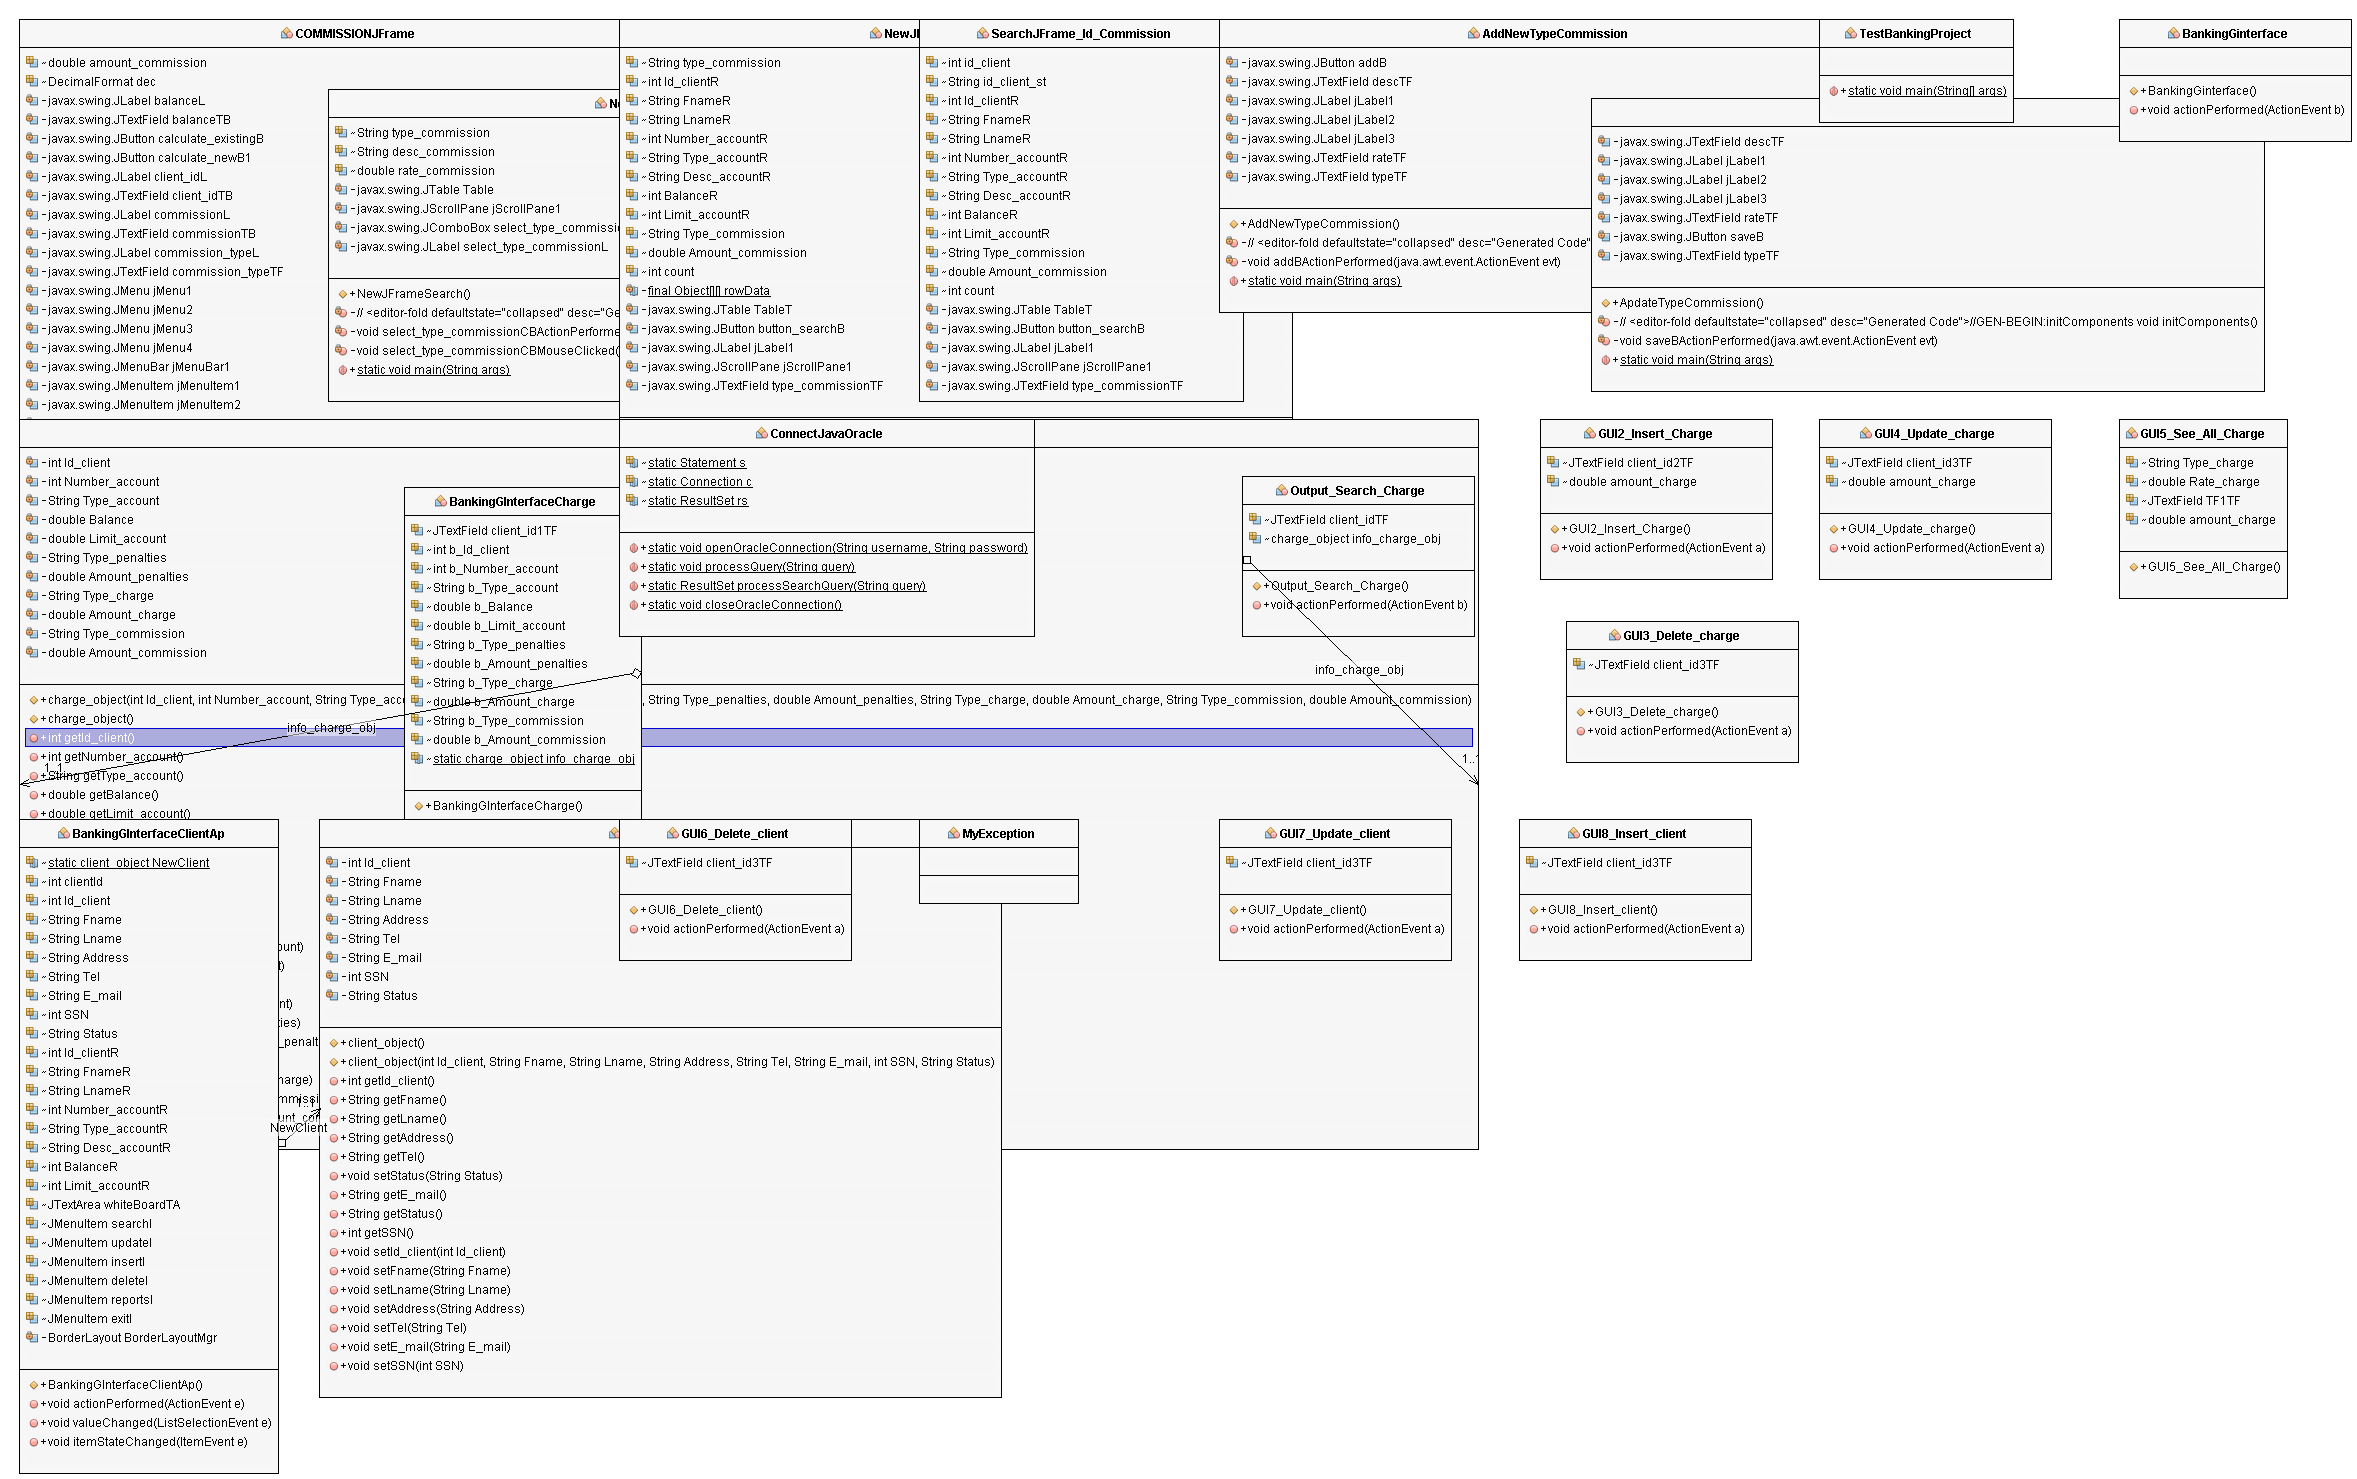 COMMISSIONJFrame
~double amount_commission
~DecimalFormat dec
-javax.swing.JLabel balanceL
-javax.swing.JTextField balanceTB
-javax.swing.JButton calculate_existingB
-javax.swing.JButton calculate_newB1
-javax.swing.JLabel client_idL
-javax.swing.JTextField client_idTB
-javax.swing.JLabel commissionL
-javax.swing.JTextField commissionTB
-javax.swing.JLabel commission_typeL
-javax.swing.JTextField commission_typeTF
-javax.swing.JMenu jMenu1
-javax.swing.JMenu jMenu2
-javax.swing.JMenu jMenu3
-javax.swing.JMenu jMenu4
-javax.swing.JMenuBar jMenuBar1
-javax.swing.JMenuItem jMenuItem1
-javax.swing.JMenuItem jMenuItem2
~String type_commission
~String desc_commission
~double rate_commission
-javax.swing.JTable Table
-javax.swing.JScrollPane jScrollPane1
-javax.swing.JComboBox select_type_commissi
-javax.swing.JLabel select_type_commissionL
+NewJFrameSearch()
-// <editor-fold defaultstate="collapsed" desc="Ge
-void select_type_commissionCBActionPerforme
-void select_type_commissionCBMouseClicked(
+static void main(String args)
NewJ
~String type_commission
~int Id_clientR
~String FnameR
~String LnameR
~int Number_accountR
~String Type_accountR
~String Desc_accountR
~int BalanceR
~int Limit_accountR
~String Type_commission
~double Amount_commission
~int count
-final Object[][] rowData
-javax.swing.JTable TableT
-javax.swing.JButton button_searchB
-javax.swing.JLabel jLabel1
-javax.swing.JScrollPane jScrollPane1
-javax.swing.JTextField type_commissionTF
SearchJFrame_Id_Commission
~int id_client
~String id_client_st
~int Id_clientR
~String FnameR
~String LnameR
~int Number_accountR
~String Type_accountR
~String Desc_accountR
~int BalanceR
~int Limit_accountR
~String Type_commission
~double Amount_commission
~int count
-javax.swing.JTable TableT
-javax.swing.JButton button_searchB
-javax.swing.JLabel jLabel1
-javax.swing.JScrollPane jScrollPane1
-javax.swing.JTextField type_commissionTF
AddNewTypeCommission
-javax.swing.JButton addB
-javax.swing.JTextField descTF
-javax.swing.JLabel jLabel1
-javax.swing.JLabel jLabel2
-javax.swing.JLabel jLabel3
-javax.swing.JTextField rateTF
-javax.swing.JTextField typeTF
+AddNewTypeCommission()
-// <editor-fold defaultstate="collapsed" desc="Generated Code"
-void addBActionPerformed(java.awt.event.ActionEvent evt)
+static void main(String args)
TestBankingProject
+static void main(String[] args)
-javax.swing.JTextField descTF
-javax.swing.JLabel jLabel1
-javax.swing.JLabel jLabel2
-javax.swing.JLabel jLabel3
-javax.swing.JTextField rateTF
-javax.swing.JButton saveB
-javax.swing.JTextField typeTF
+ApdateTypeCommission()
-// <editor-fold defaultstate="collapsed" desc="Generated Code">//GEN-BEGIN:initComponents void initComponents()
-void saveBActionPerformed(java.awt.event.ActionEvent evt)
+static void main(String args)
BankingGinterface
+BankingGinterface()
+void actionPerformed(ActionEvent b)
-int Id_client
-int Number_account
-String Type_account
-double Balance
-double Limit_account
-String Type_penalties
-double Amount_penalties
-String Type_charge
-double Amount_charge
-String Type_commission
-double Amount_commission
+charge_object(int Id_client, int Number_account, String Type_acco
, String Type_penalties, double Amount_penalties, String Type_charge, double Amount_charge, String Type_commission, double Amount_commission)
+charge_object()
+int getId_client()
+int getNumber_account()
+String getType_account()
+double getBalance()
+double getLimit_account()
info_charge_obj
1..1
BankingGInterfaceCharge
~JTextField client_id1TF
~int b_Id_client
~int b_Number_account
~String b_Type_account
~double b_Balance
~double b_Limit_account
~String b_Type_penalties
~double b_Amount_penalties
~String b_Type_charge
~double b_Amount_charge
~String b_Type_commission
~double b_Amount_commission
~static charge_object info_charge_obj
+BankingGInterfaceCharge()
ConnectJavaOracle
~static Statement s
~static Connection c
~static ResultSet rs
+static void openOracleConnection(String username, String password)
+static void processQuery(String query)
+static ResultSet processSearchQuery(String query)
+static void closeOracleConnection()
Output_Search_Charge
~JTextField client_idTF
~charge_object info_charge_obj
+Output_Search_Charge()
+void actionPerformed(ActionEvent b)
info_charge_obj
1..
GUI2_Insert_Charge
~JTextField client_id2TF
~double amount_charge
+GUI2_Insert_Charge()
+void actionPerformed(ActionEvent a)
GUI4_Update_charge
~JTextField client_id3TF
~double amount_charge
+GUI4_Update_charge()
+void actionPerformed(ActionEvent a)
GUI5_See_All_Charge
~String Type_charge
~double Rate_charge
~JTextField TF1TF
~double amount_charge
+GUI5_See_All_Charge()
GUI3_Delete_charge
~JTextField client_id3TF
+GUI3_Delete_charge()
+void actionPerformed(ActionEvent a)
BankingGInterfaceClientAp
~static client_object NewClient
~int clientId
~int Id_client
~String Fname
~String Lname
~String Address
~String Tel
~String E_mail
~int SSN
~String Status
~int Id_clientR
~String FnameR
~String LnameR
~int Number_accountR
~String Type_accountR
~String Desc_accountR
~int BalanceR
~int Limit_accountR
~JTextArea whiteBoardTA
~JMenuItem searchI
~JMenuItem updateI
~JMenuItem insertI
~JMenuItem deleteI
~JMenuItem reportsI
~JMenuItem exitI
-BorderLayout BorderLayoutMgr
+BankingGInterfaceClientAp()
+void actionPerformed(ActionEvent e)
+void valueChanged(ListSelectionEvent e)
+void itemStateChanged(ItemEvent e)
ount)
t)
nt)
ies)
_penalt
harge)
mmissi
1..1
unt_con
NewClient
-int Id_client
-String Fname
-String Lname
-String Address
-String Tel
-String E_mail
-int SSN
-String Status
+client_object()
+client_object(int Id_client, String Fname, String Lname, String Address, String Tel, String E_mail, int SSN, String Status)
+int getId_client()
+String getFname()
+String getLname()
+String getAddress()
+String getTel()
+void setStatus(String Status)
+String getE_mail()
+String getStatus()
+int getSSN()
+void setId_client(int Id_client)
+void setFname(String Fname)
+void setLname(String Lname)
+void setAddress(String Address)
+void setTel(String Tel)
+void setE_mail(String E_mail)
+void setSSN(int SSN)
GUI6_Delete_client
~JTextField client_id3TF
+GUI6_Delete_client()
+void actionPerformed(ActionEvent a)
MyException
GUI7_Update_client
~JTextField client_id3TF
+GUI7_Update_client()
+void actionPerformed(ActionEvent a)
GUI8_Insert_client
~JTextField client_id3TF
+GUI8_Insert_client()
+void actionPerformed(ActionEvent a)